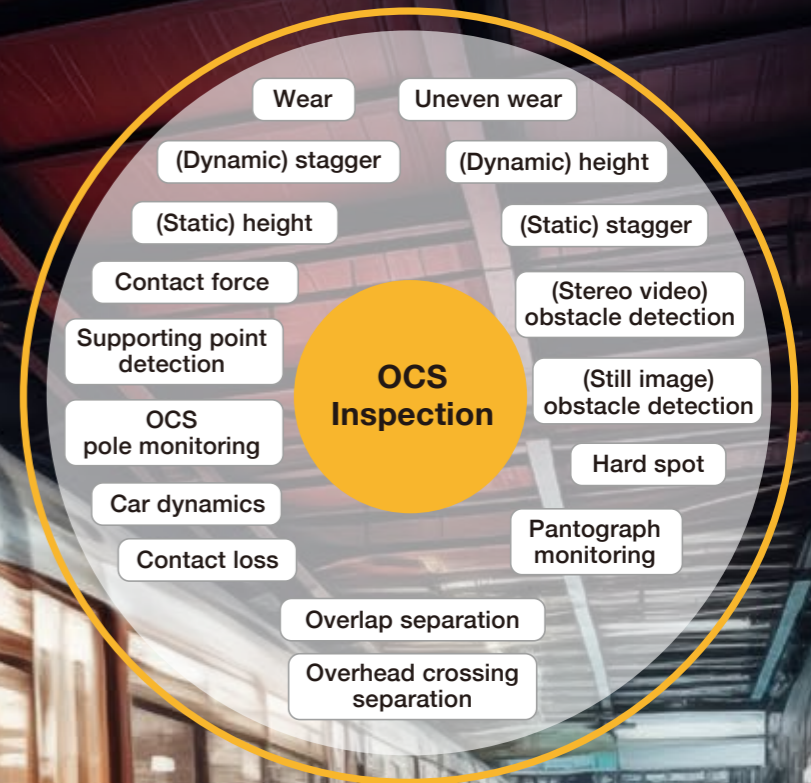 Wear
Uneven wear
(Dynamic) stagger
(Dynamic) height
(Static) height
(Static) stagger
Contact force
(Stereo video)
obstacle detection
Supporting point
detection
OCS
Inspection
(Still image)
obstacle detection
OCS
pole monitoring
Hard spot
Car dynamics
Pantograph
monitoring
Contact loss
Overlap separation
Overhead crossing
separation